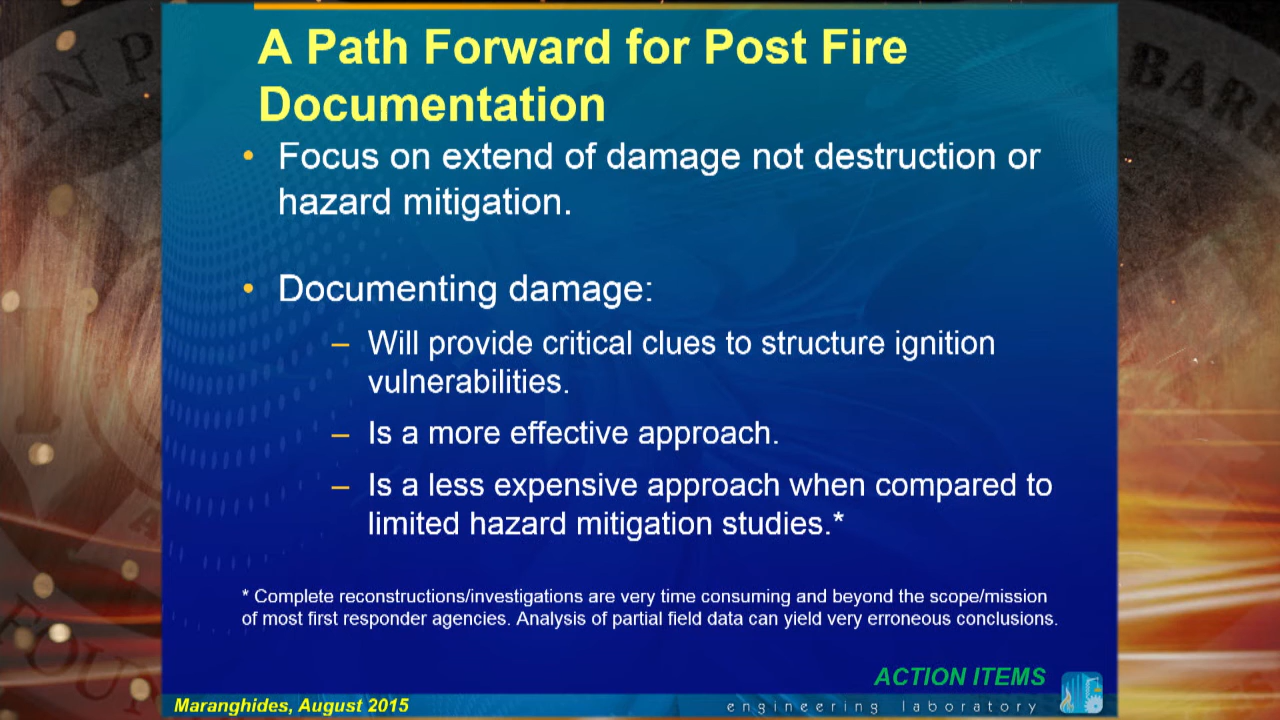 A Path Forward for Post Fire
Documentation
• Focus on extend of damage not destruction or
hazard mitigation.
• Documenting damage:
– Will provide critical clues to structure ignition
vulnerabilities.
– Is a more effective approach.
– Is a less expensive approach when compared to
limited hazard mitigation studies.*
* Complete reconstructions/investigations are very time consuming and beyond the scope/mission
of most first responder agencies. Analysis of partial field data can yield very erroneous conclusions.
ACTION ITEMS
Maranghides, August 2015
engineering laboratory
BARR